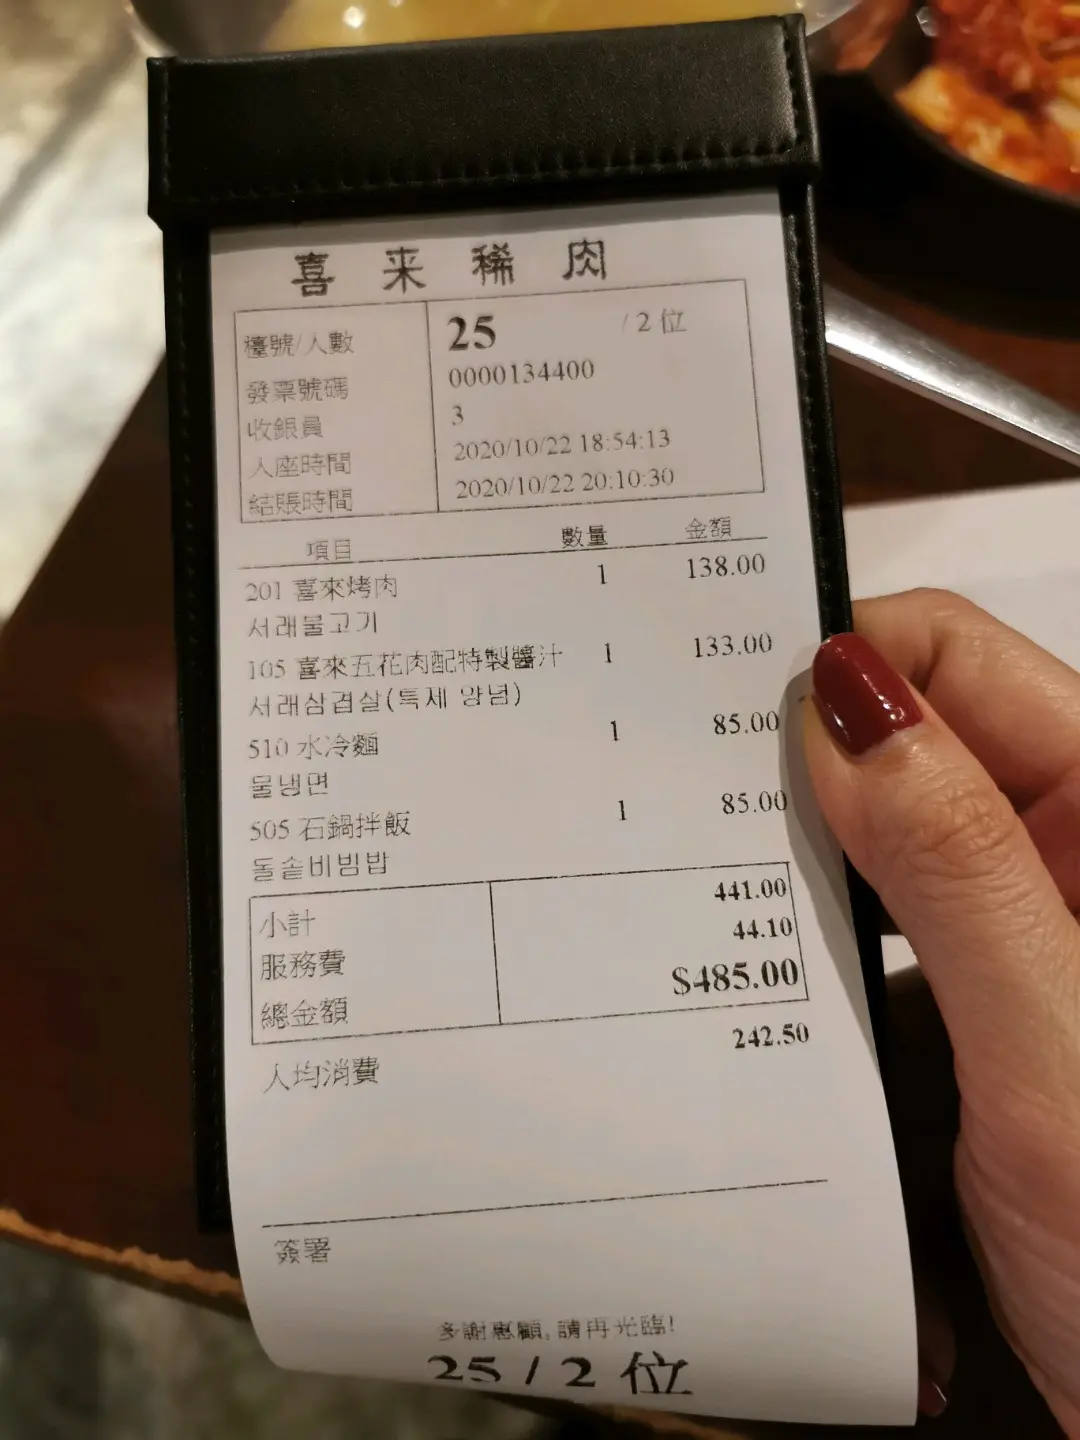 喜来稀肉
檯號/人數 25 / 2 位
發票號碼 0000134400
收銀員 3
入座時間 2020/10/22 18:54:13
結賬時間 2020/10/22 20:10:30
項目 數量 金額
201 喜來烤肉 1 138.00
서래불고기
105 喜來五花肉配特製醬汁 1 133.00
서래삼겹살(특제 양념)
510 水冷麵 1 85.00
물냉면
505 石鍋拌飯 1 85.00
돌솥비빔밥
小計 441.00
服務費 44.10
總金額 $485.00
人均消費 242.50
簽署
多謝惠顧, 請再光臨!
25 / 2 位